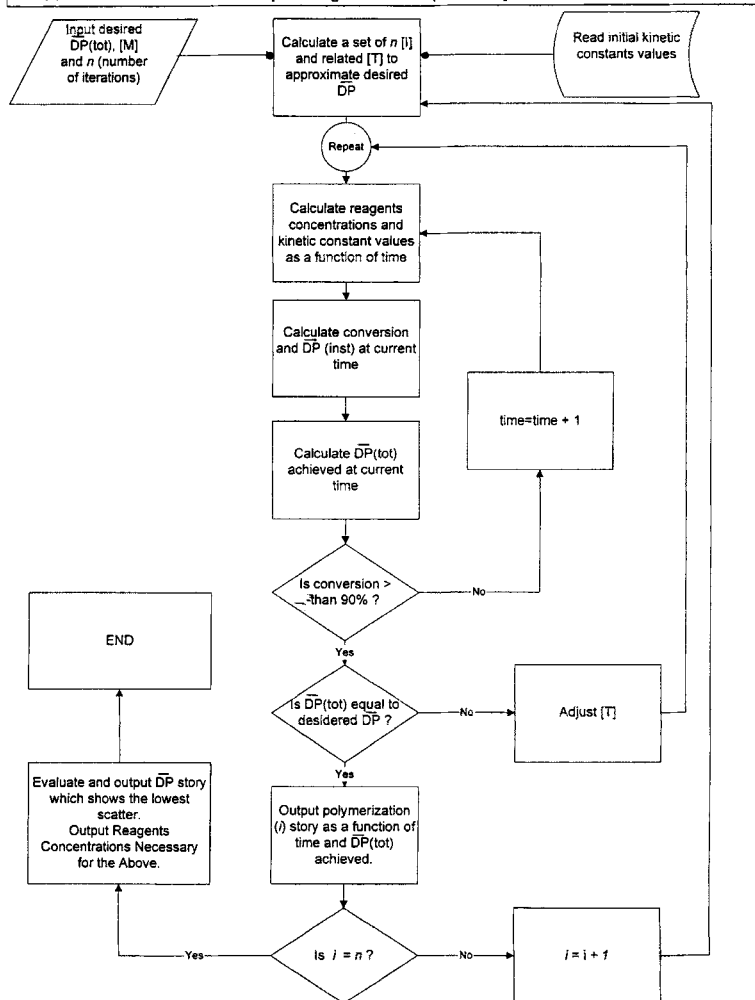 Input desired
DP(tot), [M]
and n (number
of iterations)
Calculate a set of n [I]
and related [T] to
approximate desired
DP
Read initial kinetic
constants values
Repeat
Calculate reagents
concentrations and
kinetic constant values
as a function of time
Calculate conversion
and DP (inst) at current
time
time=time + 1
Calculate DP(tot)
achieved at current
time
Is conversion >
than 90% ?
No
Yes
END
Is DP(tot) equal to
desidered DP ?
No
Adjust [T]
Yes
Evaluate and output DP story
which shows the lowest
scatter.
Output Reagents
Concentrations Necessary
for the Above.
Output polymerization
(i) story as a function of
time and DP(tot)
achieved.
Is i = n ?
Yes
No
i = i + 1